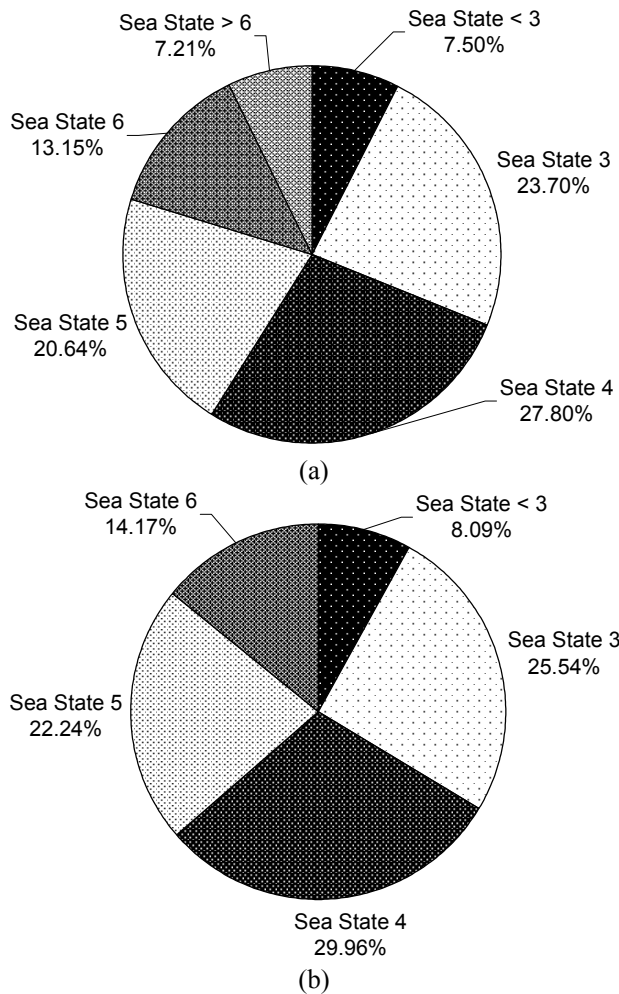 Sea State > 6
7.21%
Sea State < 3
7.50%
Sea State 6
13.15%
Sea State 3
23.70%
Sea State 5
20.64%
Sea State 4
27.80%
(a)
Sea State 6
14.17%
Sea State < 3
8.09%
Sea State 3
25.54%
Sea State 5
22.24%
Sea State 4
29.96%
(b)